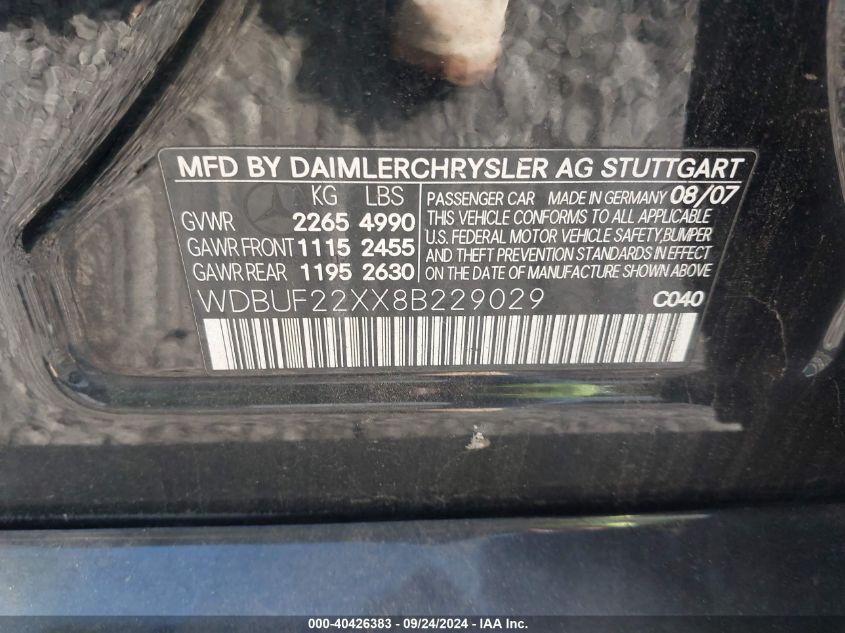 MFD BY DAIMLERCHRYSLER AG STUTTGART
KG LBS
GVWR 2265 4990
GAWR FRONT 1115 2455
GAWR REAR 1195 2630
PASSENGER CAR MADE IN GERMANY 08/07
THIS VEHICLE CONFORMS TO ALL APPLICABLE
U.S. FEDERAL MOTOR VEHICLE SAFETY, BUMPER
AND THEFT PREVENTION STANDARDS IN EFFECT
ON THE DATE OF MANUFACTURE SHOWN ABOVE
WDBUF22XX8B229029 C040
000-40426383 - 09/24/2024 - IAA Inc.